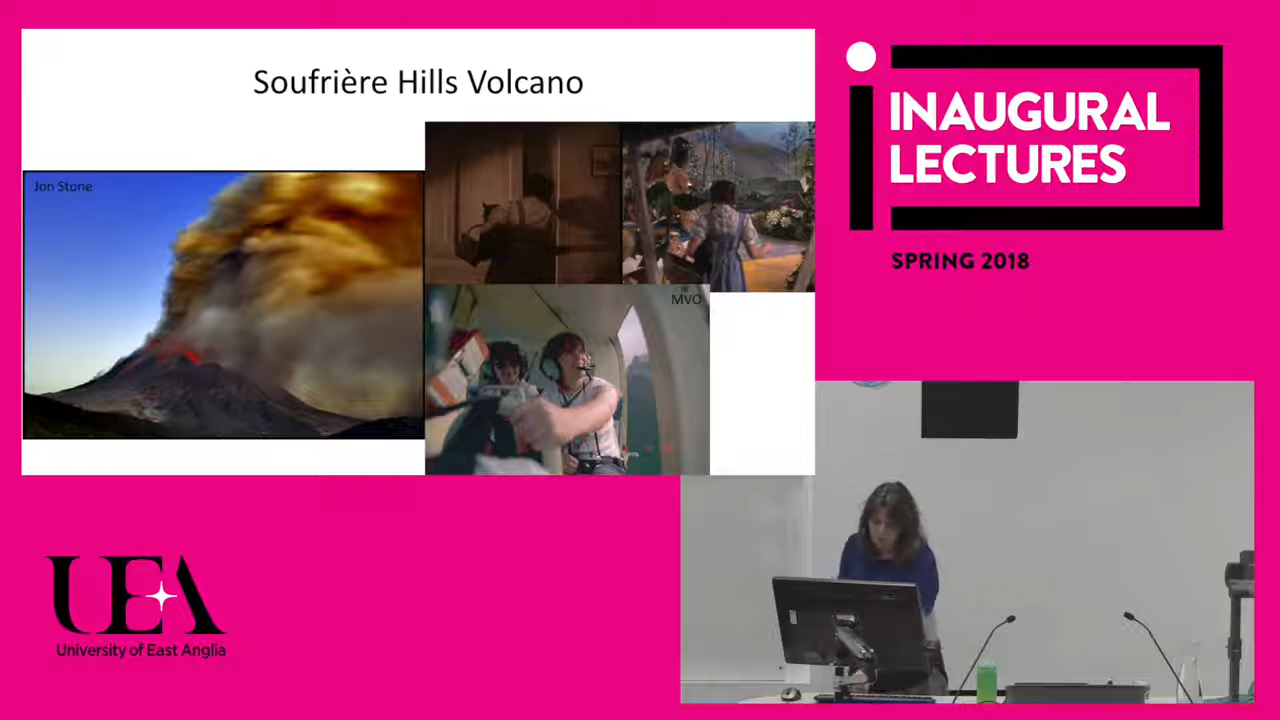 Soufrière Hills Volcano
Jon Stone
MVO
INAUGURAL
LECTURES
SPRING 2018
UEA
University of East Anglia